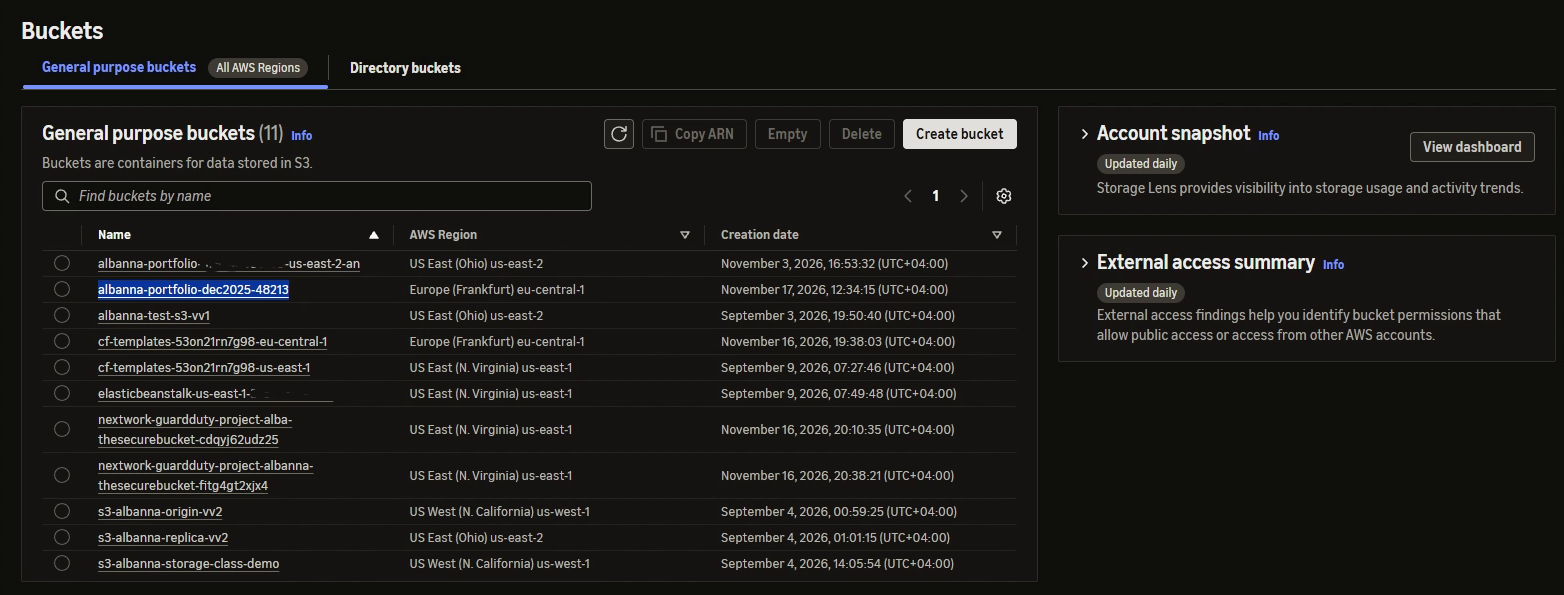 Buckets
General purpose buckets All AWS Regions Directory buckets
General purpose buckets (11) Info
Copy ARN Empty Delete Create bucket
Buckets are containers for data stored in S3.
Find buckets by name
1
Name AWS Region Creation date
albanna-portfolio- -us-east-2-an US East (Ohio) us-east-2 November 3, 2026, 16:53:32 (UTC+04:00)
albanna-portfolio-dec2025-48213 Europe (Frankfurt) eu-central-1 November 17, 2026, 12:34:15 (UTC+04:00)
albanna-test-s3-vv1 US East (Ohio) us-east-2 September 3, 2026, 19:50:40 (UTC+04:00)
cf-templates-53on21rn7g98-eu-central-1 Europe (Frankfurt) eu-central-1 November 16, 2026, 19:38:03 (UTC+04:00)
cf-templates-53on21rn7g98-us-east-1 US East (N. Virginia) us-east-1 September 9, 2026, 07:27:46 (UTC+04:00)
elasticbeanstalk-us-east-1- US East (N. Virginia) us-east-1 September 9, 2026, 07:49:48 (UTC+04:00)
nextwork-guardduty-project-alba-
thesecurebucket-cdqyj62udz25 US East (N. Virginia) us-east-1 November 16, 2026, 20:10:35 (UTC+04:00)
nextwork-guardduty-project-albanna-
thesecurebucket-fitg4gt2xjx4 US East (N. Virginia) us-east-1 November 16, 2026, 20:38:21 (UTC+04:00)
s3-albanna-origin-vv2 US West (N. California) us-west-1 September 4, 2026, 00:59:25 (UTC+04:00)
s3-albanna-replica-vv2 US East (Ohio) us-east-2 September 4, 2026, 01:01:15 (UTC+04:00)
s3-albanna-storage-class-demo US West (N. California) us-west-1 September 4, 2026, 14:05:54 (UTC+04:00)
Account snapshot Info
View dashboard
Updated daily
Storage Lens provides visibility into storage usage and activity trends.
External access summary Info
Updated daily
External access findings help you identify bucket permissions that
allow public access or access from other AWS accounts.